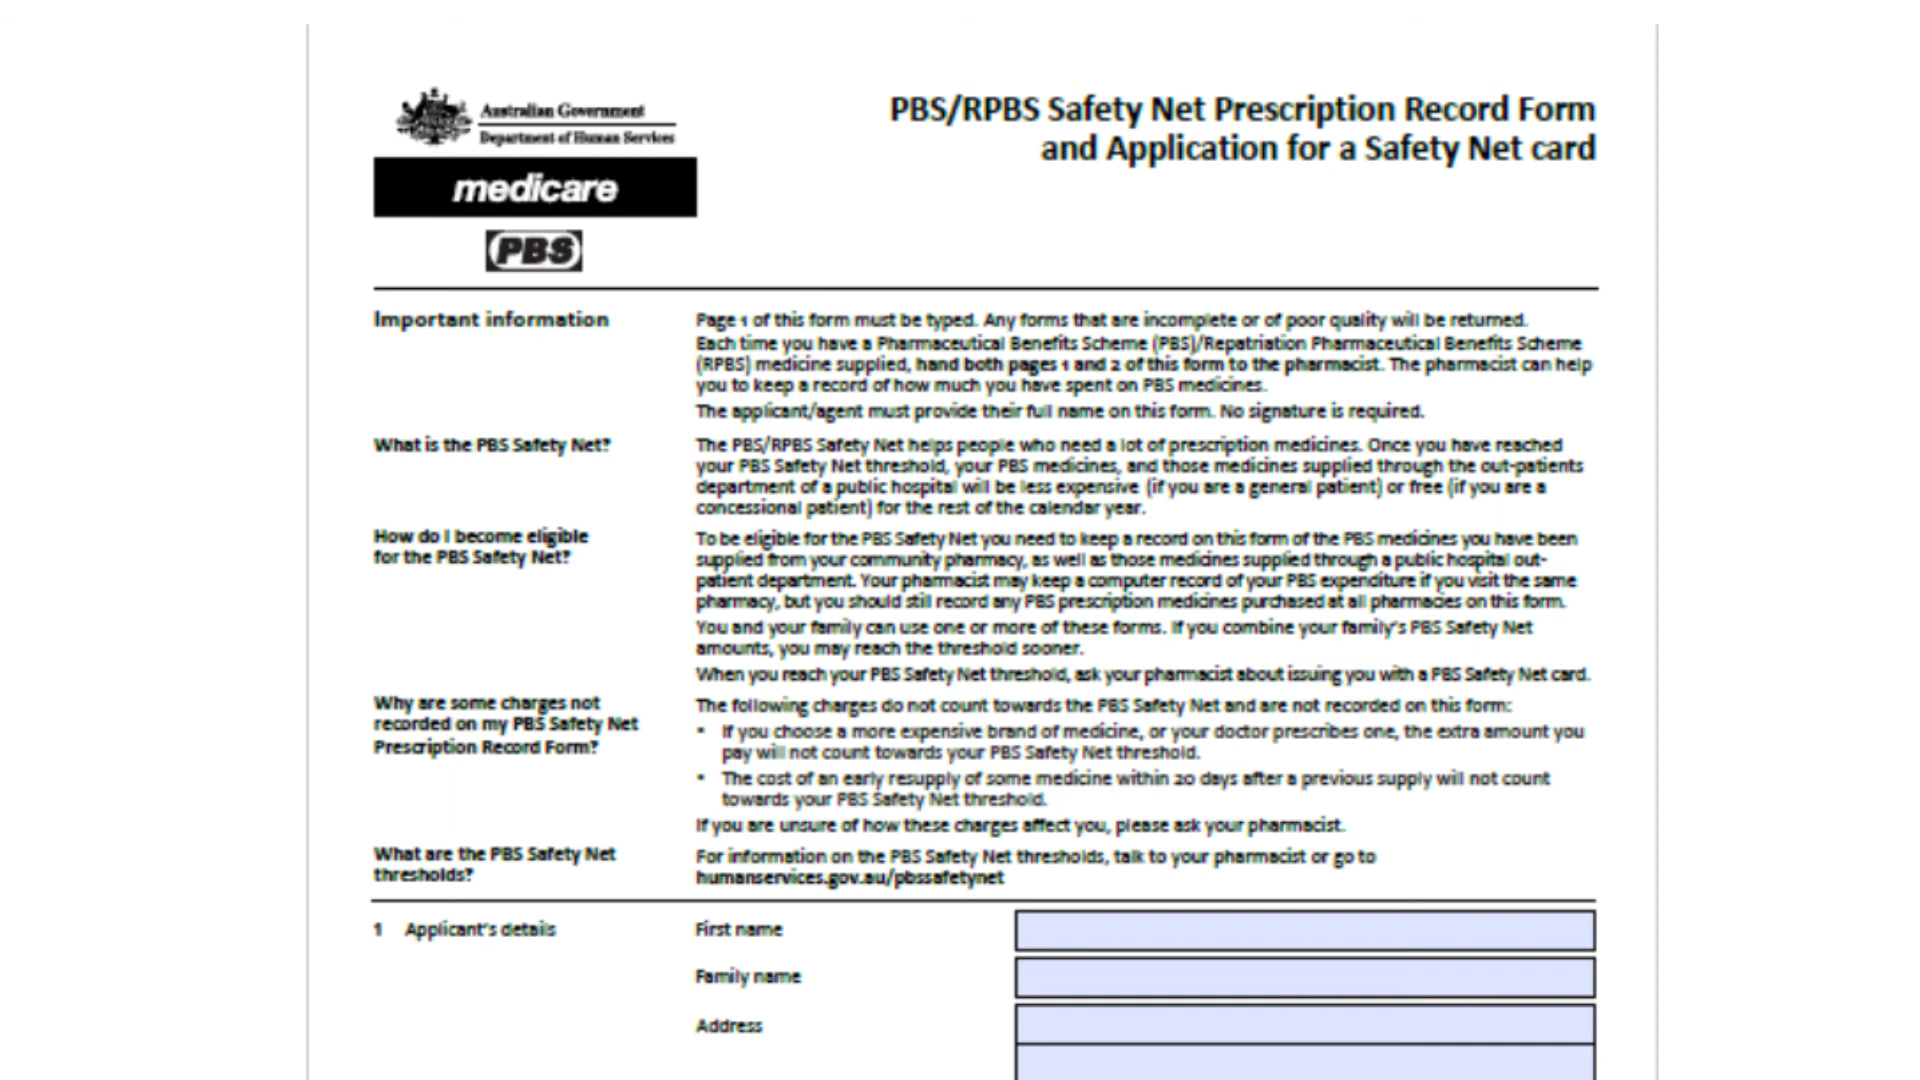 Australian Government
Department of Human Services
medicare
PBS
PBS/RPBS Safety Net Prescription Record Form
and Application for a Safety Net card
Important information
Page 1 of this form must be typed. Any forms that are incomplete or of poor quality will be returned.
Each time you have a Pharmaceutical Benefits Scheme (PBS)/Repatriation Pharmaceutical Benefits Scheme
(RPBS) medicine supplied, hand both pages 1 and 2 of this form to the pharmacist. The pharmacist can help
you to keep a record of how much you have spent on PBS medicines.
The applicant/agent must provide their full name on this form. No signature is required.
What is the PBS Safety Net?
The PBS/RPBS Safety Net helps people who need a lot of prescription medicines. Once you have reached
your PBS Safety Net threshold, your PBS medicines, and those medicines supplied through the out-patients
department of a public hospital will be less expensive (if you are a general patient) or free (if you are a
concessional patient) for the rest of the calendar year.
How do I become eligible
for the PBS Safety Net?
To be eligible for the PBS Safety Net you need to keep a record on this form of the PBS medicines you have been
supplied from your community pharmacy, as well as those medicines supplied through a public hospital out-
patient department. Your pharmacist may keep a computer record of your PBS expenditure if you visit the same
pharmacy, but you should still record any PBS prescription medicines purchased at all pharmacies on this form.
You and your family can use one or more of these forms. If you combine your family's PBS Safety Net
amounts, you may reach the threshold sooner.
When you reach your PBS Safety Net threshold, ask your pharmacist about issuing you with a PBS Safety Net card.
Why are some charges not
recorded on my PBS Safety Net
Prescription Record Form?
The following charges do not count towards the PBS Safety Net and are not recorded on this form:
• If you choose a more expensive brand of medicine, or your doctor prescribes one, the extra amount you
pay will not count towards your PBS Safety Net threshold.
• The cost of an early resupply of some medicine within 20 days after a previous supply will not count
towards your PBS Safety Net threshold.
If you are unsure of how these charges affect you, please ask your pharmacist.
What are the PBS Safety Net
thresholds?
For information on the PBS Safety Net thresholds, talk to your pharmacist or go to
humanservices.gov.au/pbssafetynet
1 Applicant's details
First name
Family name
Address